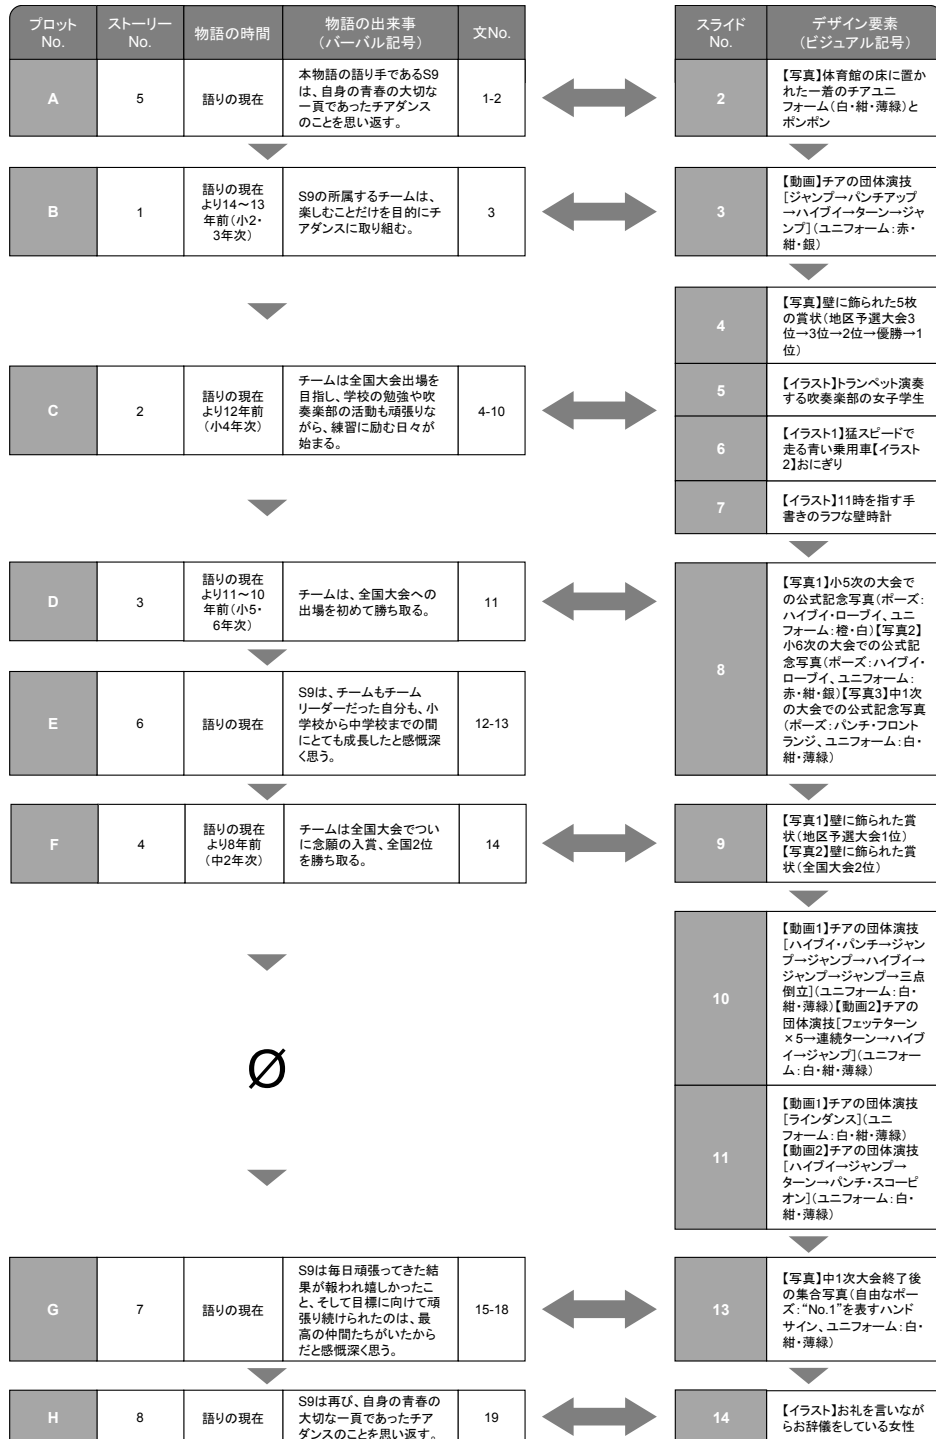 プロット
No.
ストーリー
No.
物語の時間
物語の出来事
（バーバル記号）
文No.
スライド
No.
デザイン要素
（ビジュアル記号）
A
5
語りの現在
本物語の語り手であるS9
は、自身の青春の大切な
一頁であったチアダンス
のことを思い返す。
1-2
2
【写真】体育館の床に置か
れた一着のチアユニ
フォーム（白・紺・薄緑）と
ポンポン
B
1
語りの現在
より14～13
年前（小2・
3年次）
S9の所属するチームは、
楽しむことだけを目的にチ
アダンスに取り組む。
3
3
【動画】チアの団体演技
［ジャンプ→パンチアップ
→ハイブイ→ターン→ジャ
ンプ］（ユニフォーム：赤・
紺・銀）
4
【写真】壁に飾られた5枚
の賞状（地区予選大会3
位→3位→2位→優勝→1
位）
C
2
語りの現在
より12年前
（小4年次）
チームは全国大会出場を
目指し、学校の勉強や吹
奏楽部の活動も頑張りな
がら、練習に励む日々が
始まる。
4-10
5
【イラスト】トランペット演奏
する吹奏楽部の女子学生
6
【イラスト1】猛スピードで
走る青い乗用車【イラスト
2】おにぎり
7
【イラスト】11時を指す手
書きのラフな壁時計
D
3
語りの現在
より11～10
年前（小5・
6年次）
チームは、全国大会への
出場を初めて勝ち取る。
11
8
【写真1】小5次の大会で
の公式記念写真（ポーズ：
ハイブイ・ローブイ、ユニ
フォーム：橙・白）【写真2】
小6次の大会での公式記
念写真（ポーズ：ハイブイ・
ローブイ、ユニフォーム：
赤・紺・銀）【写真3】中1次
の大会での公式記念写真
（ポーズ：パンチ・フロント
ランジ、ユニフォーム：白・
紺・薄緑）
E
6
語りの現在
S9は、チームもチーム
リーダーだった自分も、小
学校から中学校までの間
にとても成長したと感慨深
く思う。
12-13
F
4
語りの現在
より8年前
（中2年次）
チームは全国大会でつい
に念願の入賞、全国2位
を勝ち取る。
14
9
【写真1】壁に飾られた賞
状（地区予選大会1位）
【写真2】壁に飾られた賞
状（全国大会2位）
Ø
10
【動画1】チアの団体演技
［ハイブイ・パンチ→ジャン
プ→ジャンプ→ハイブイ→
ジャンプ→ジャンプ→三点
倒立］（ユニフォーム：白・
紺・薄緑）【動画2】チアの
団体演技［フェッテターン
×5→連続ターン→ハイブ
イ→ジャンプ］（ユニフォー
ム：白・紺・薄緑）
11
【動画1】チアの団体演技
［ラインダンス］（ユニ
フォーム：白・紺・薄緑）
【動画2】チアの団体演技
［ハイブイ→ジャンプ→
ターン→パンチ・スコーピ
オン］（ユニフォーム：白・
紺・薄緑）
G
7
語りの現在
S9は毎日頑張ってきた結
果が報われ嬉しかったこ
と、そして目標に向けて頑
張り続けられたのは、最
高の仲間たちがいたから
だと感慨深く思う。
15-18
13
【写真】中1次大会終了後
の集合写真（自由なポー
ズ：“No.1”を表すハンド
サイン、ユニフォーム：白・
紺・薄緑）
H
8
語りの現在
S9は再び、自身の青春の
大切な一頁であったチア
ダンスのことを思い返す。
19
14
【イラスト】お礼を言いなが
らお辞儀をしている女性